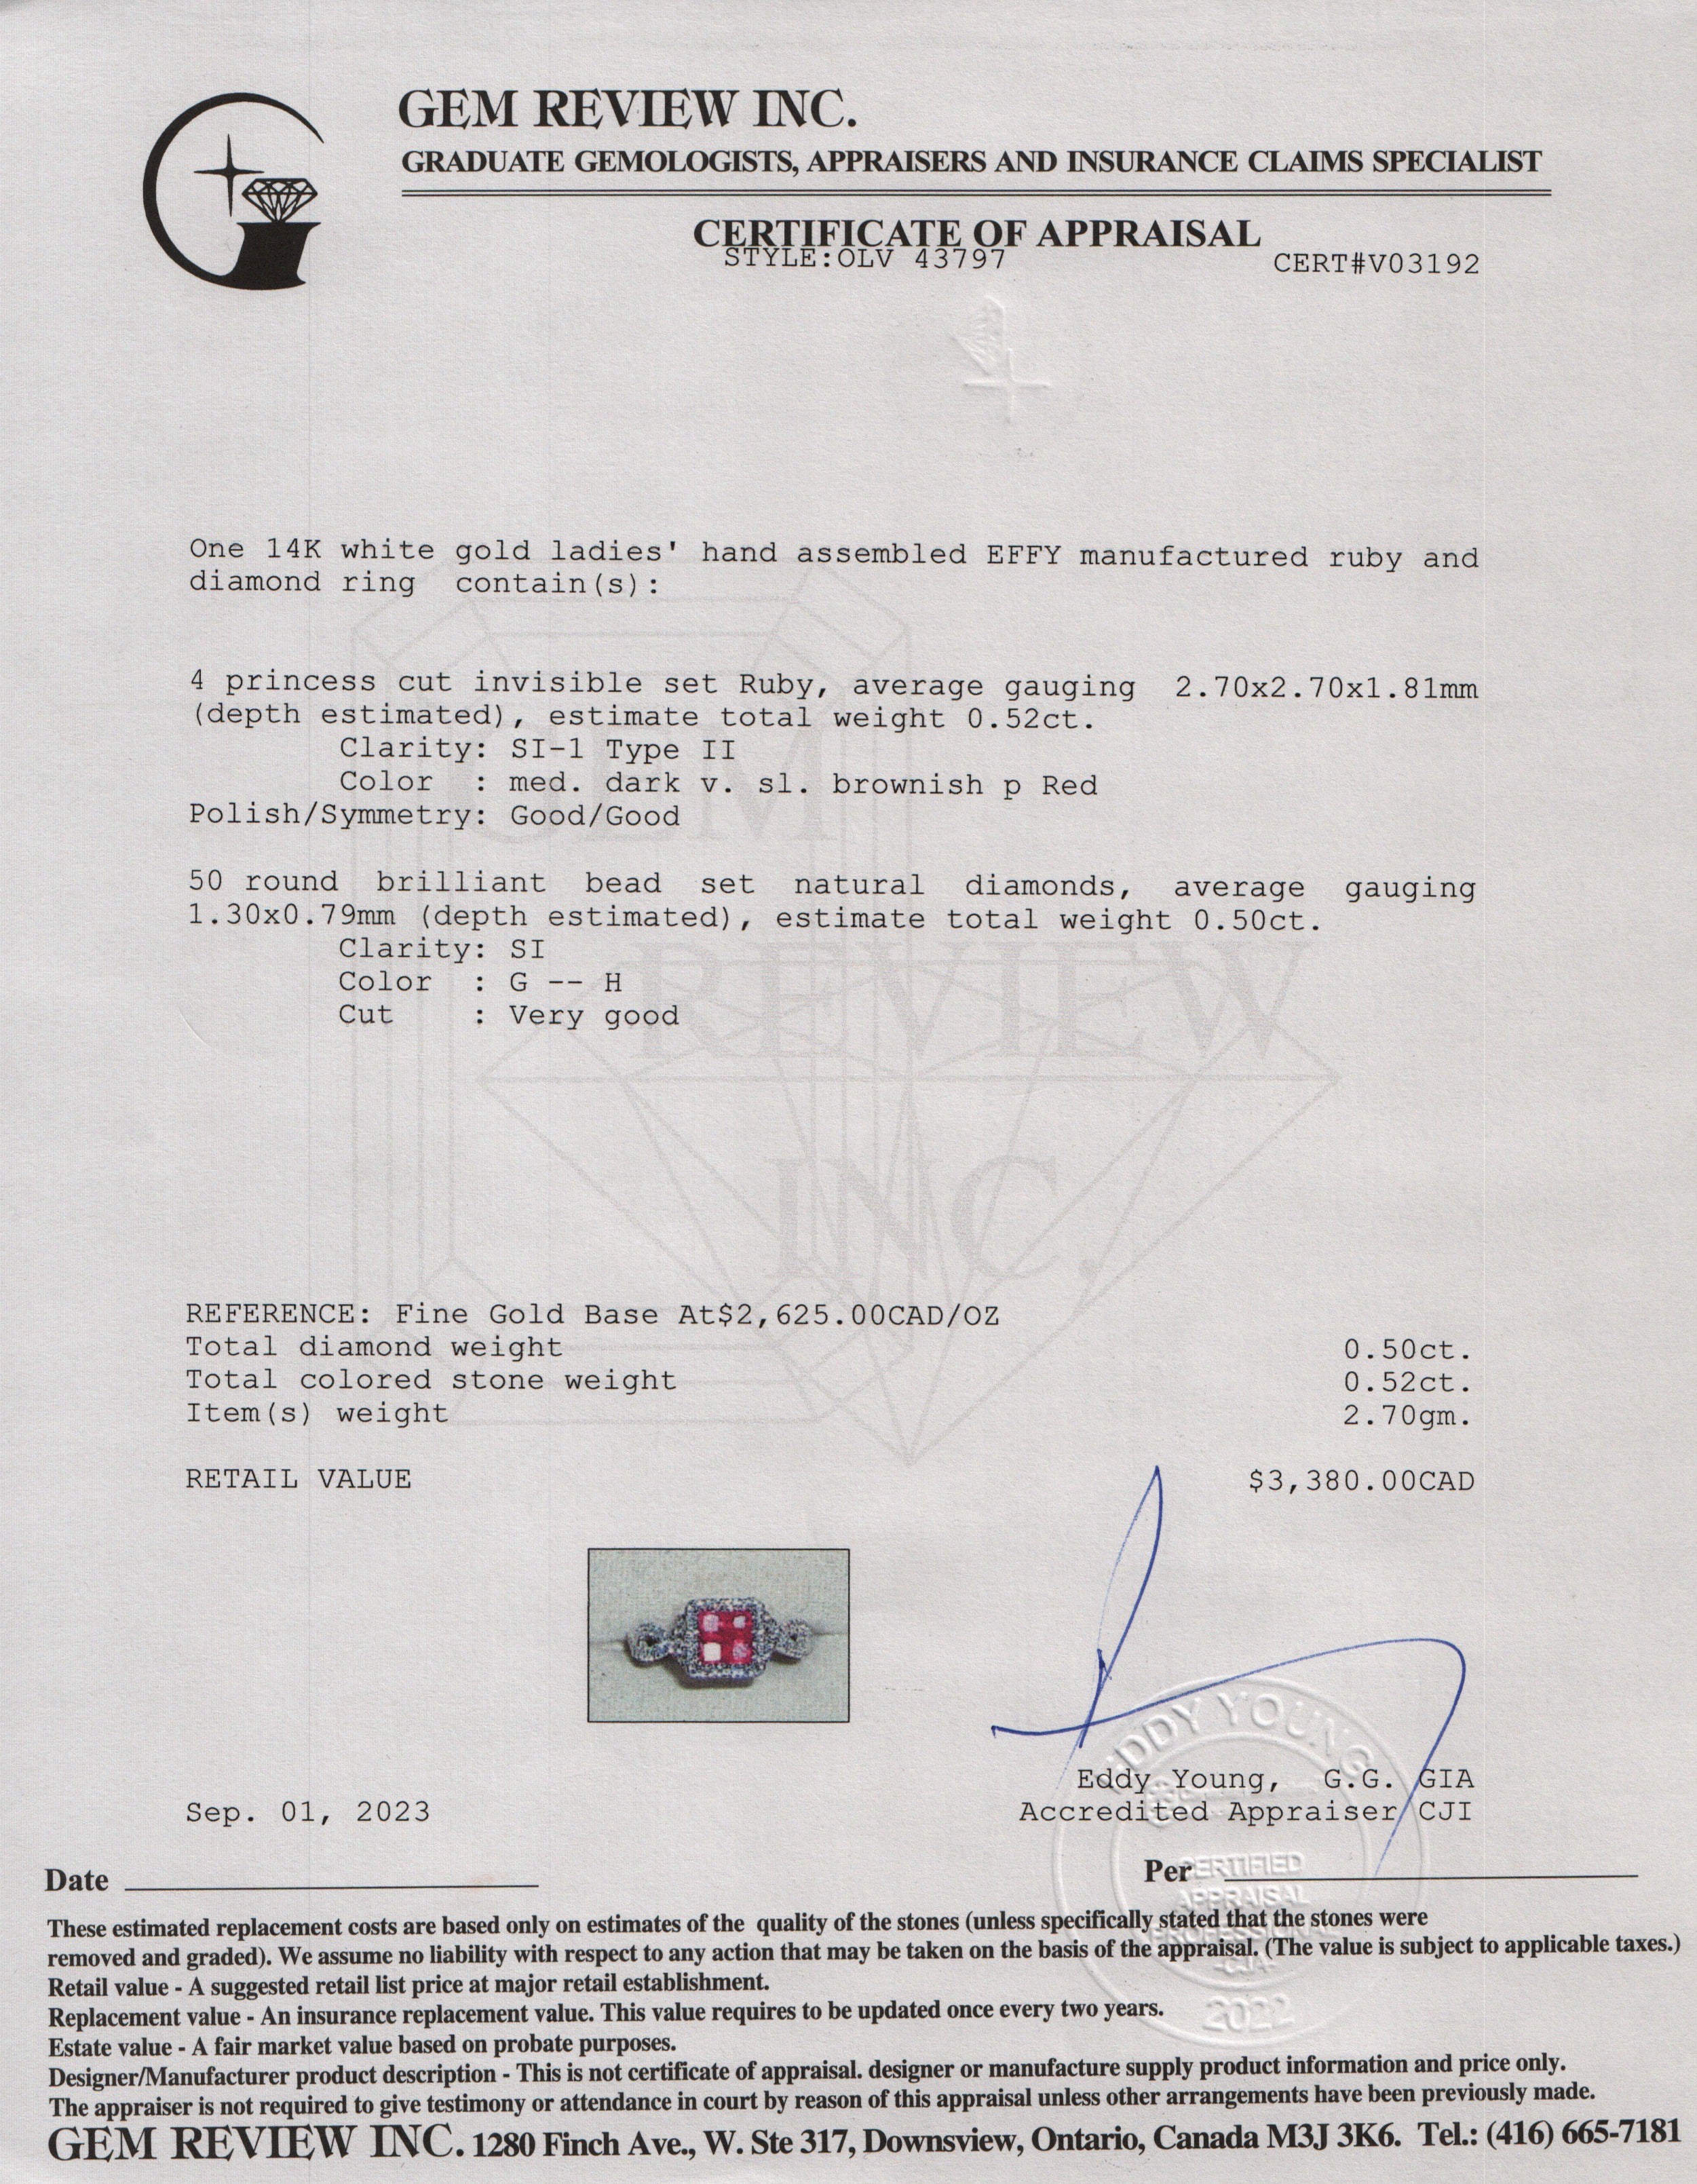 GEM REVIEW INC.
GRADUATE GEMOLOGISTS, APPRAISERS AND INSURANCE CLAIMS SPECIALIST
CERTIFICATE OF APPRAISAL
STYLE:OLV 43797
CERT#V03192
One 14K white gold ladies' hand assembled EFFY manufactured ruby and
diamond ring contain(s):
4 princess cut invisible set Ruby, average gauging 2.70x2.70x1.81mm
(depth estimated), estimate total weight 0.52ct.
Clarity: SI-1 Type II
Color : med. dark v. sl. brownish p Red
Polish/Symmetry: Good/Good
50 round brilliant bead set natural diamonds, average gauging
1.30x0.79mm (depth estimated), estimate total weight 0.50ct.
Clarity: SI
Color : G -- H
Cut : Very good
GEM
REVIEW
INC.
REFERENCE: Fine Gold Base At$2,625.00CAD/OZ
Total diamond weight 0.50ct.
Total colored stone weight 0.52ct.
Item(s) weight 2.70gm.
RETAIL VALUE $3,380.00CAD
EDDY YOUNG
Eddy Young, G.G. GIA
Sep. 01, 2023 Accredited Appraiser CJI
Date Per
CERTIFIED
APPRAISAL
PROFESSIONAL
-CJA-
2022
These estimated replacement costs are based only on estimates of the quality of the stones (unless specifically stated that the stones were
removed and graded). We assume no liability with respect to any action that may be taken on the basis of the appraisal. (The value is subject to applicable taxes.)
Retail value - A suggested retail list price at major retail establishment.
Replacement value - An insurance replacement value. This value requires to be updated once every two years.
Estate value - A fair market value based on probate purposes.
Designer/Manufacturer product description - This is not certificate of appraisal. designer or manufacture supply product information and price only.
The appraiser is not required to give testimony or attendance in court by reason of this appraisal unless other arrangements have been previously made.
GEM REVIEW INC. 1280 Finch Ave., W. Ste 317, Downsview, Ontario, Canada M3J 3K6. Tel.: (416) 665-7181